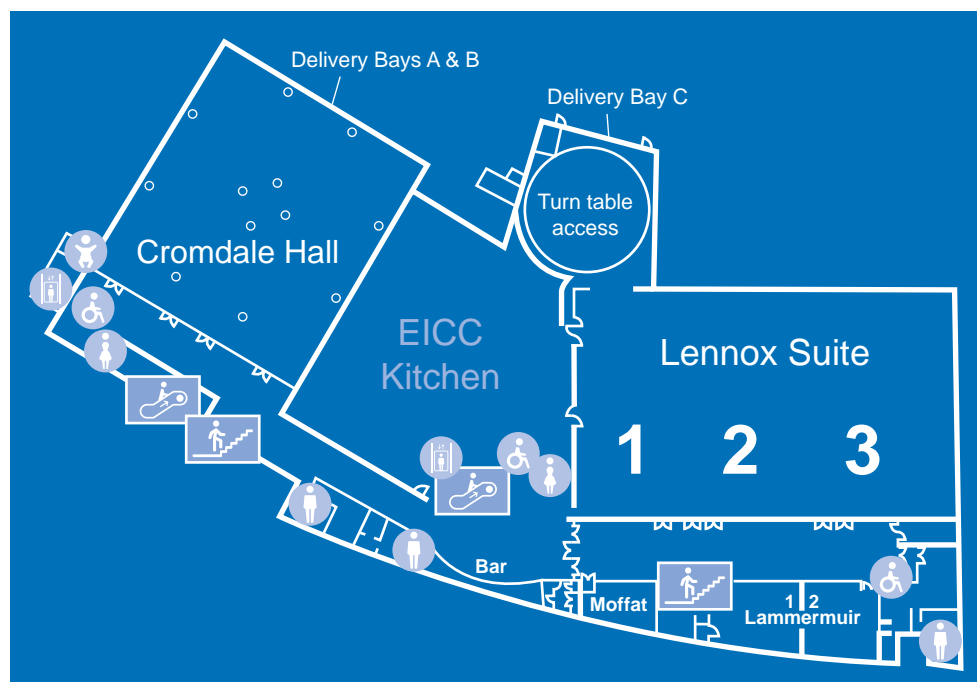 Delivery Bays A & B
Delivery Bay C
Turn table
access
Cromdale Hall
EICC
Kitchen
Lennox Suite
1 2 3
Bar
Moffat
1 2
Lammermuir